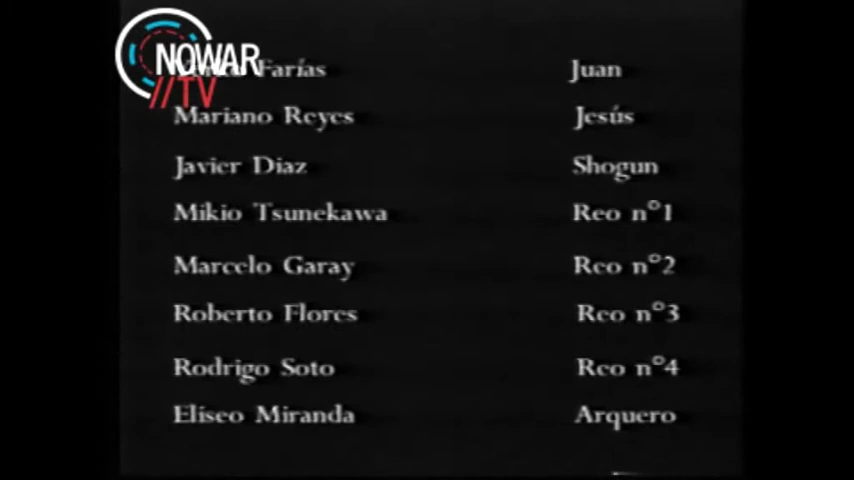 NOWAR
//TV
Farías Juan
Mariano Reyes Jesús
Javier Diaz Shogun
Mikio Tsunekawa Reo n°1
Marcelo Garay Reo n°2
Roberto Flores Reo n°3
Rodrigo Soto Reo n°4
Eliseo Miranda Arquero